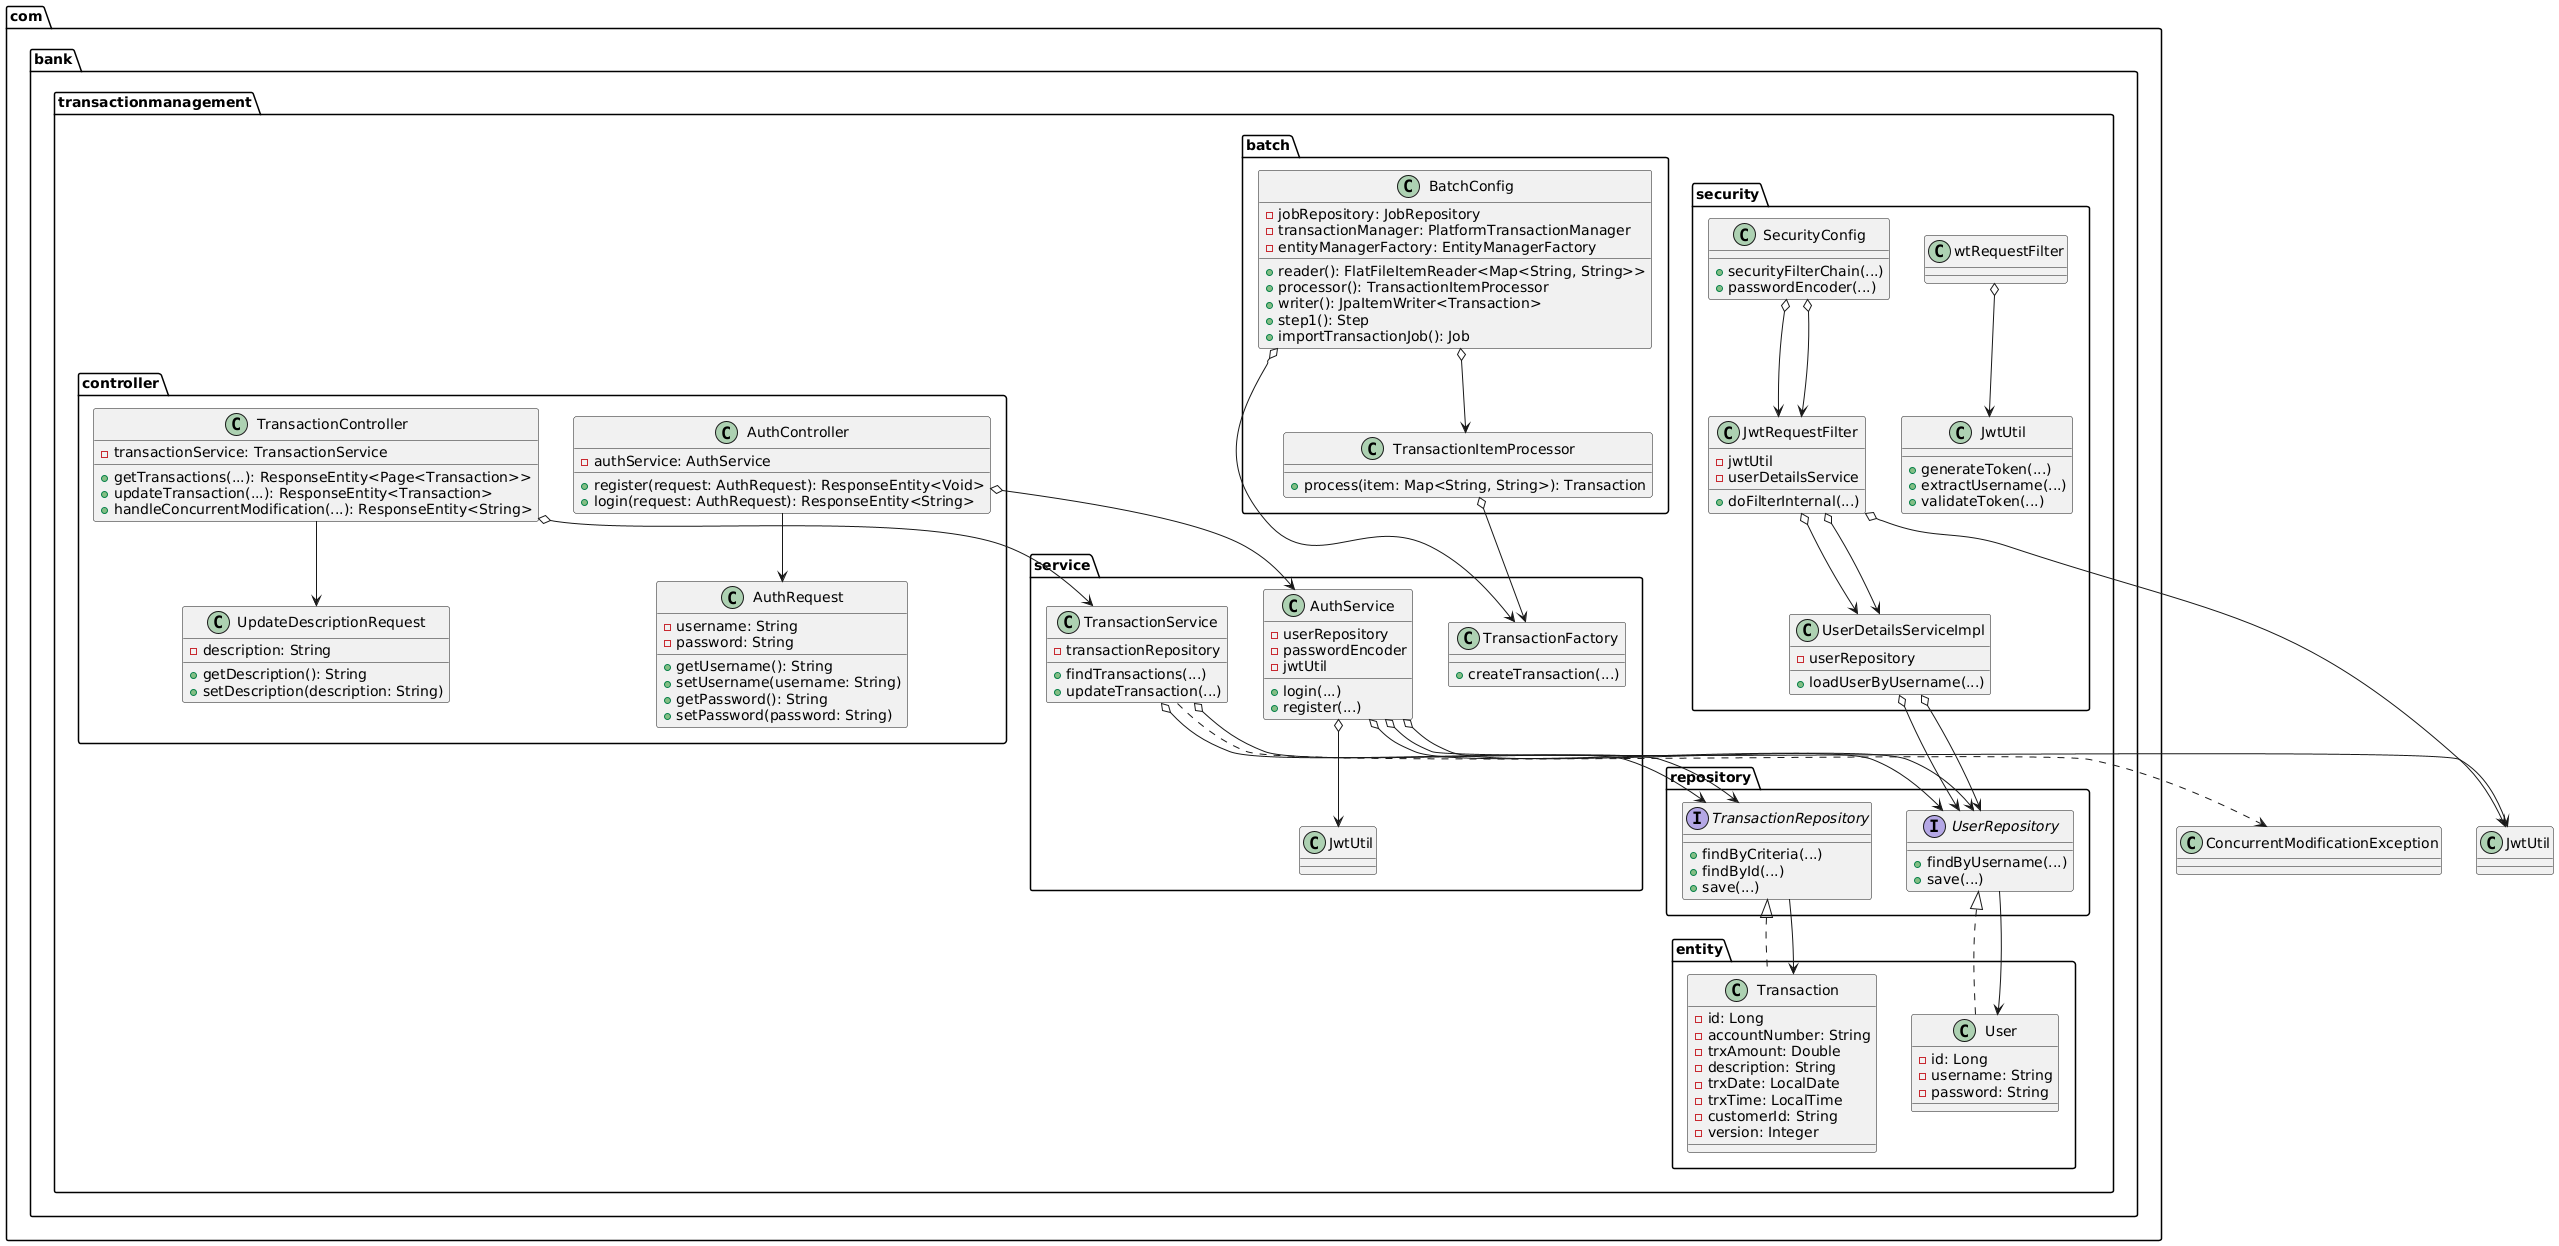 com
bank
transactionmanagement
batch
BatchConfig
jobRepository: JobRepository
transactionManager: PlatformTransactionManager
entityManagerFactory: EntityManagerFactory
reader(): FlatFileItemReader<Map<String, String>>
processor(): TransactionItemProcessor
writer(): JpaItemWriter<Transaction>
step1(): Step
importTransactionJob(): Job
TransactionItemProcessor
process(item: Map<String, String>): Transaction
security
SecurityConfig
securityFilterChain(...)
passwordEncoder(...)
wtRequestFilter
JwtRequestFilter
jwtUtil
userDetailsService
doFilterInternal(...)
JwtUtil
generateToken(...)
extractUsername(...)
validateToken(...)
UserDetailsServiceImpl
userRepository
loadUserByUsername(...)
controller
TransactionController
transactionService: TransactionService
getTransactions(...): ResponseEntity<Page<Transaction>>
updateTransaction(...): ResponseEntity<Transaction>
handleConcurrentModification(...): ResponseEntity<String>
AuthController
authService: AuthService
register(request: AuthRequest): ResponseEntity<Void>
login(request: AuthRequest): ResponseEntity<String>
UpdateDescriptionRequest
description: String
getDescription(): String
setDescription(description: String)
AuthRequest
username: String
password: String
getUsername(): String
setUsername(username: String)
getPassword(): String
setPassword(password: String)
service
TransactionService
transactionRepository
findTransactions(...)
updateTransaction(...)
AuthService
userRepository
passwordEncoder
jwtUtil
login(...)
register(...)
TransactionFactory
createTransaction(...)
JwtUtil
repository
TransactionRepository
findByCriteria(...)
findById(...)
save(...)
UserRepository
findByUsername(...)
save(...)
ConcurrentModificationException
JwtUtil
entity
Transaction
id: Long
accountNumber: String
trxAmount: Double
description: String
trxDate: LocalDate
trxTime: LocalTime
customerId: String
version: Integer
User
id: Long
username: String
password: String